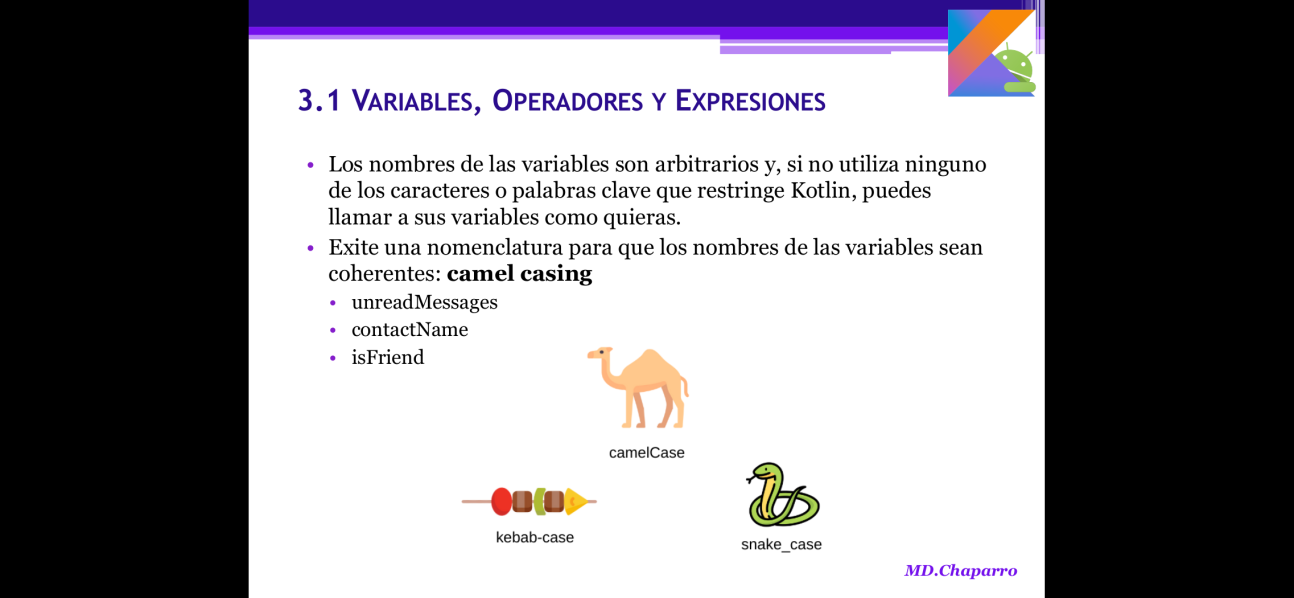 3.1 VARIABLES, OPERADORES Y EXPRESIONES
• Los nombres de las variables son arbitrarios y, si no utiliza ninguno
de los caracteres o palabras clave que restringe Kotlin, puedes
llamar a sus variables como quieras.
• Exite una nomenclatura para que los nombres de las variables sean
coherentes: camel casing
• unreadMessages
• contactName
• isFriend
camelCase
kebab-case
snake_case
MD.Chaparro